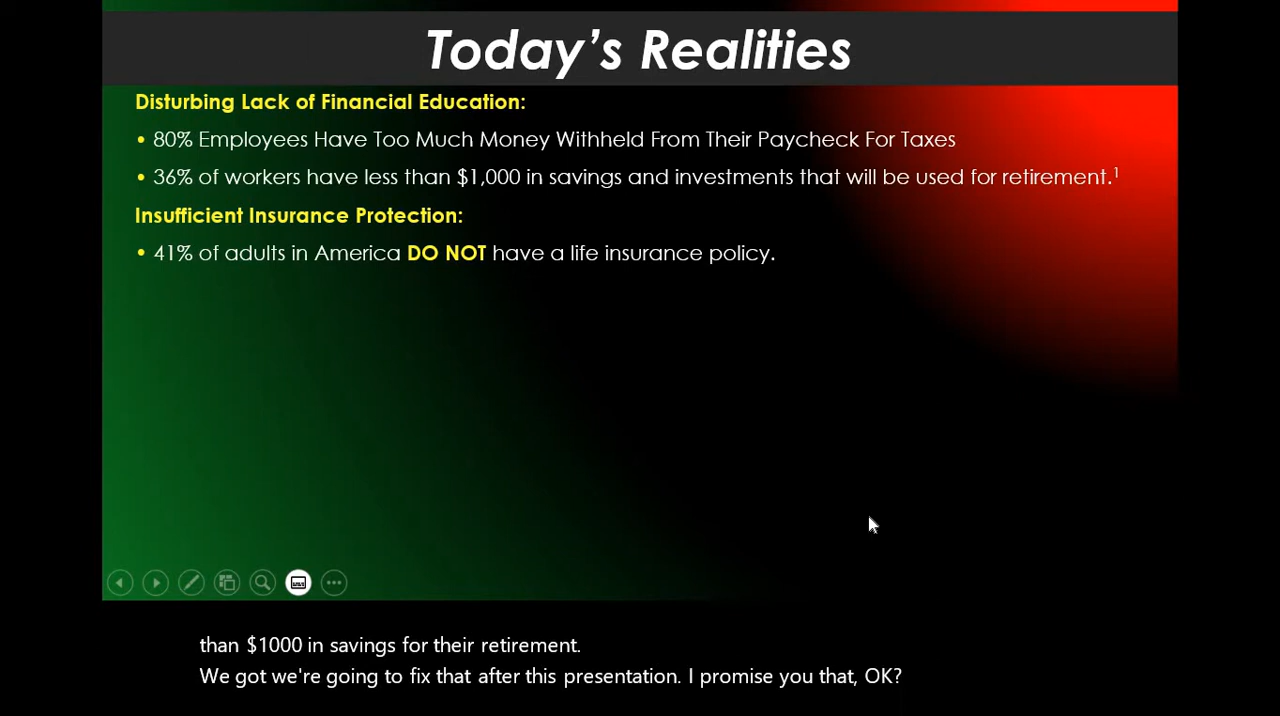 Today's Realities
Disturbing Lack of Financial Education:
• 80% Employees Have Too Much Money Withheld From Their Paycheck For Taxes
• 36% of workers have less than $1,000 in savings and investments that will be used for retirement.¹
Insufficient Insurance Protection:
• 41% of adults in America DO NOT have a life insurance policy.
than $1000 in savings for their retirement.
We got we're going to fix that after this presentation. I promise you that, OK?